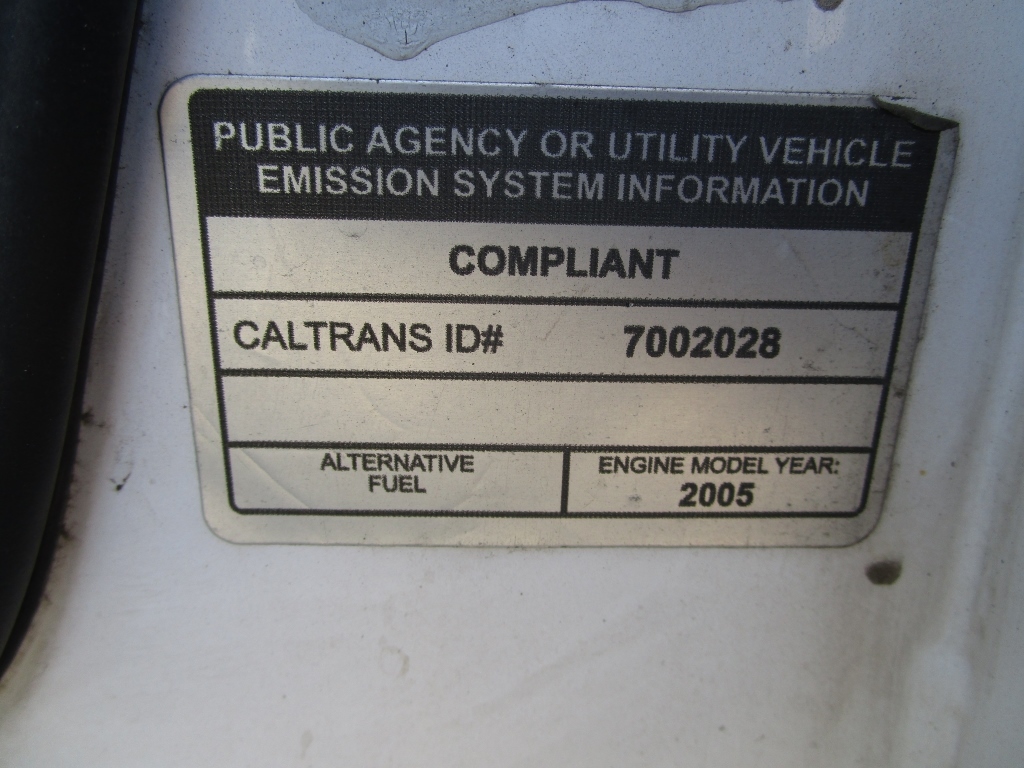 PUBLIC AGENCY OR UTILITY VEHICLE
EMISSION SYSTEM INFORMATION
COMPLIANT
CALTRANS ID# 7002028
ALTERNATIVE
FUEL
ENGINE MODEL YEAR:
2005